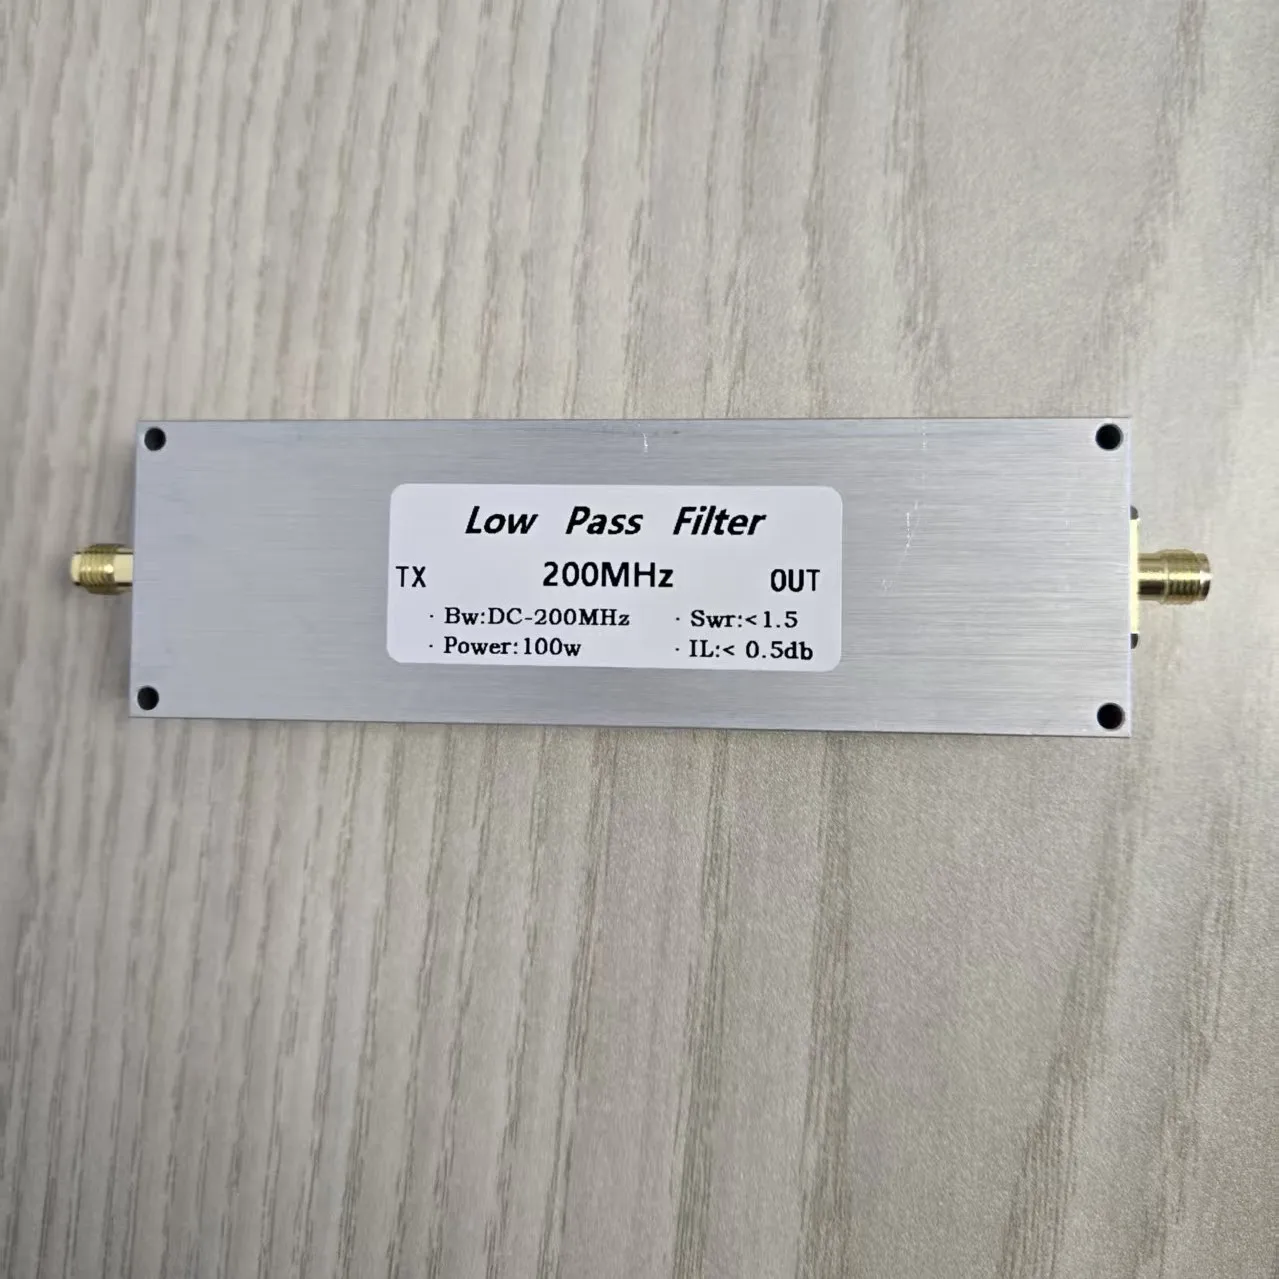 Low Pass Filter
TX 200MHz OUT
· Bw:DC-200MHz · Swr:<1.5
· Power:100w · IL:< 0.5db